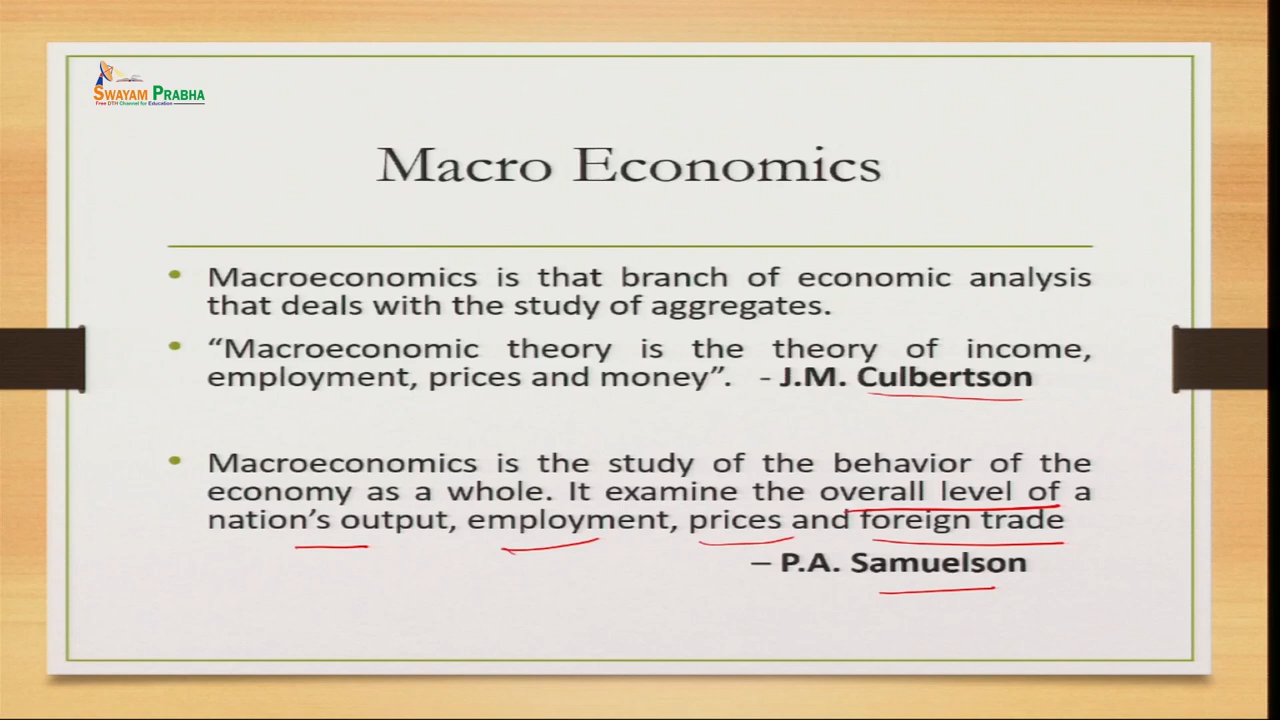 SWAYAM PRABHA
Free DTH Channel for Education
Macro Economics
• Macroeconomics is that branch of economic analysis
that deals with the study of aggregates.
• “Macroeconomic theory is the theory of income,
employment, prices and money”. - J.M. Culbertson
• Macroeconomics is the study of the behavior of the
economy as a whole. It examine the overall level of a
nation’s output, employment, prices and foreign trade
– P.A. Samuelson